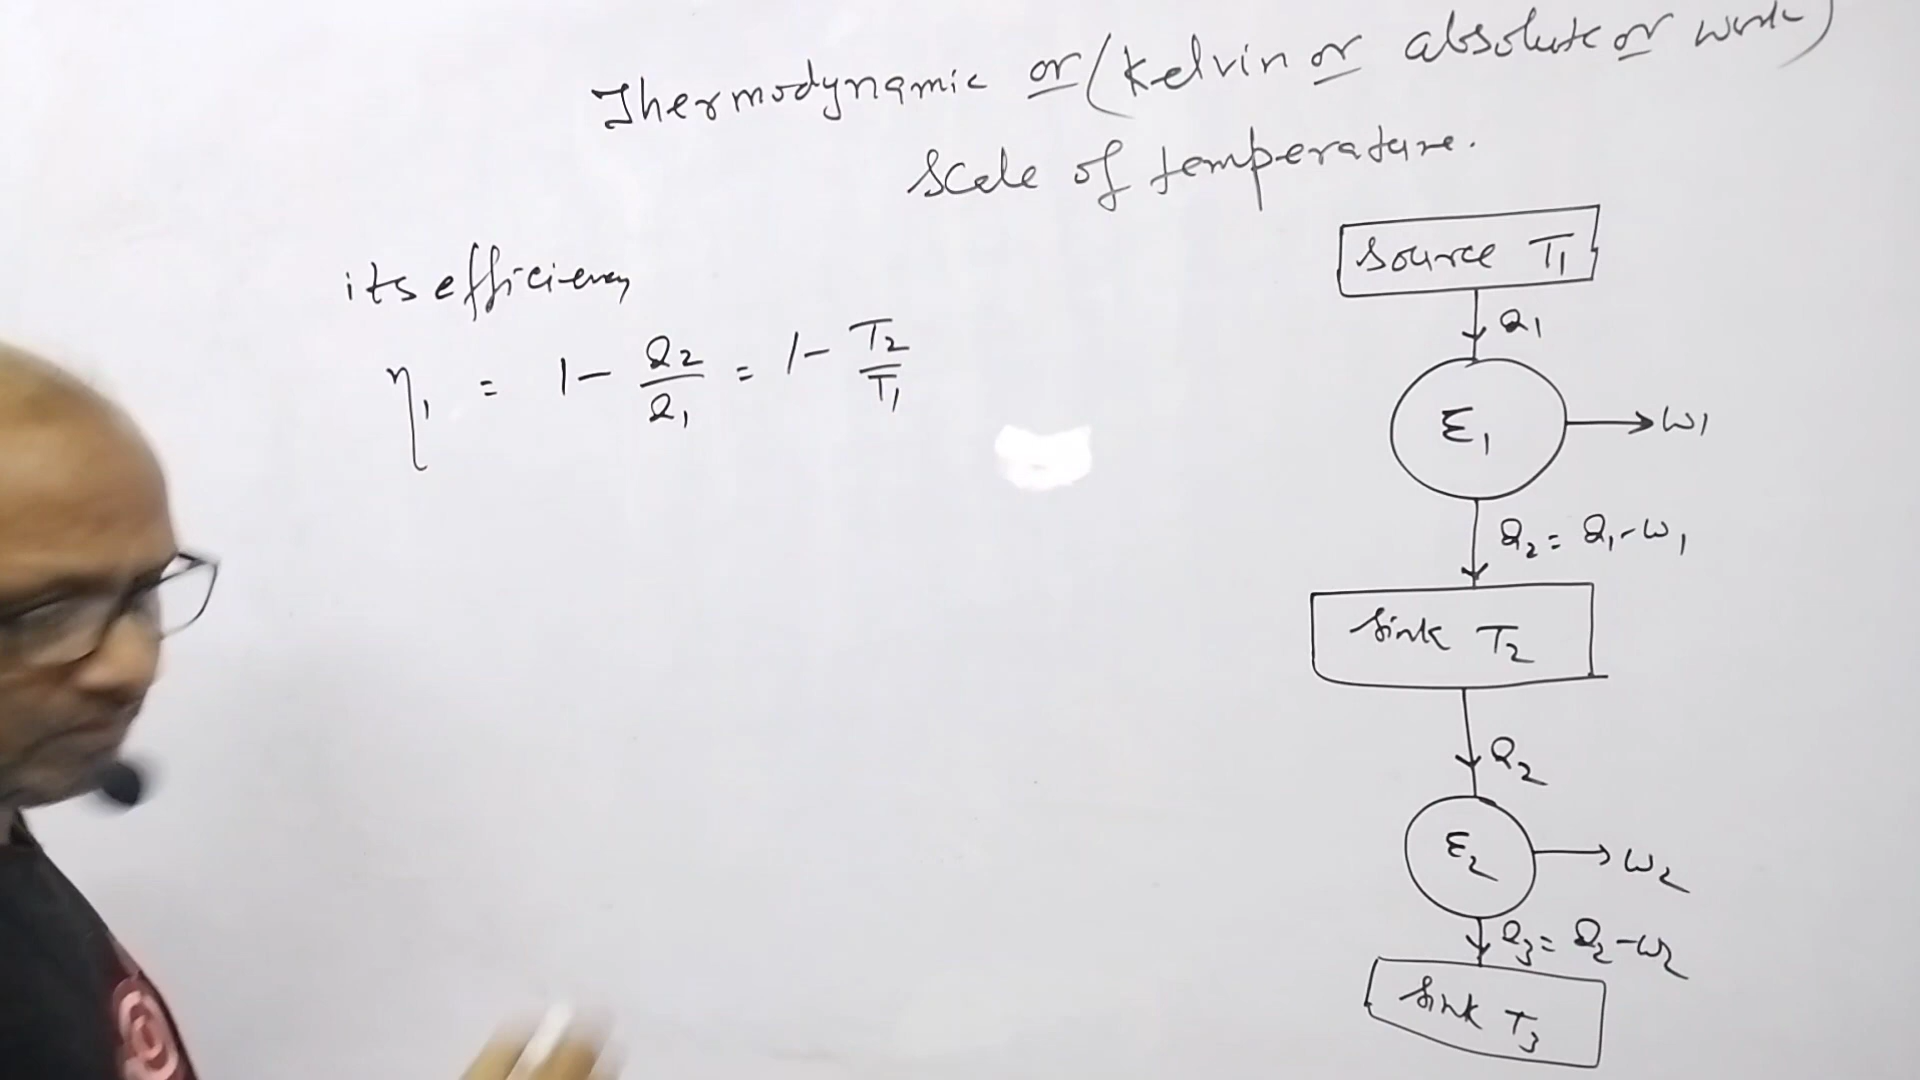 Thermodynamic or (Kelvin or absolute or work)
Scale of temperature.
its efficiency
η₁ = 1 - Q₂/Q₁ = 1 - T₂/T₁
Source T₁
Q₁
E₁
W₁
Q₂ = Q₁ - W₁
Sink T₂
Q₂
E₂
W₂
Q₃ = Q₂ - W₂
Sink T₃